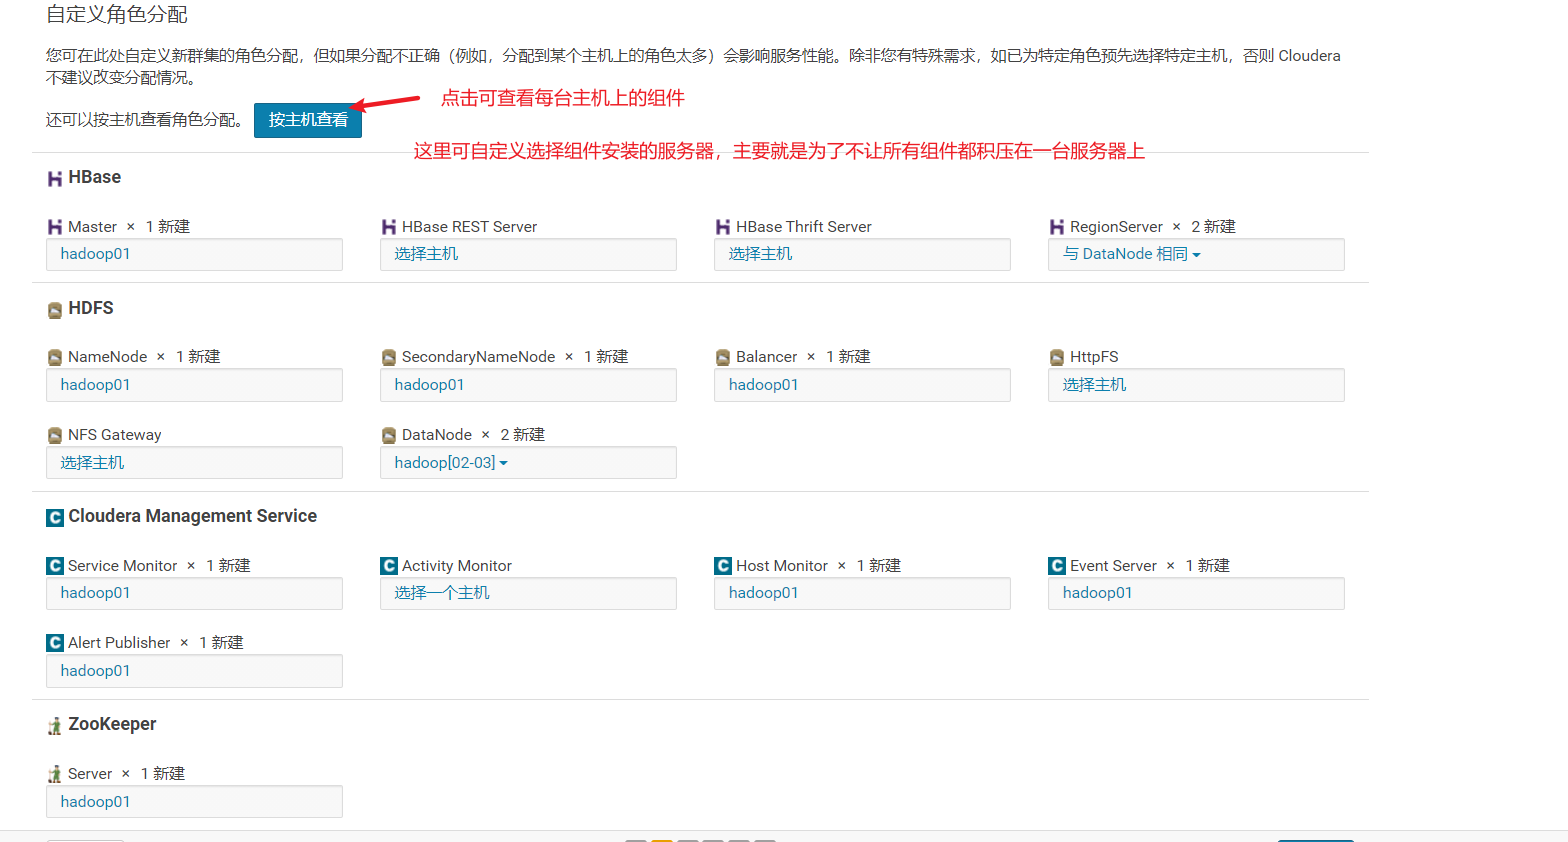 自定义角色分配
您可在此处自定义新群集的角色分配，但如果分配不正确（例如，分配到某个主机上的角色太多）会影响服务性能。除非您有特殊需求，如已为特定角色预先选择特定主机，否则 Cloudera
不建议改变分配情况。
点击可查看每台主机上的组件
还可以按主机查看角色分配。 按主机查看
这里可自定义选择组件安装的服务器，主要就是为了不让所有组件都积压在一台服务器上
HBase
Master × 1 新建 HBase REST Server HBase Thrift Server RegionServer × 2 新建
hadoop01 选择主机 选择主机 与 DataNode 相同
HDFS
NameNode × 1 新建 SecondaryNameNode × 1 新建 Balancer × 1 新建 HttpFS
hadoop01 hadoop01 hadoop01 选择主机
NFS Gateway DataNode × 2 新建
选择主机 hadoop[02-03]
Cloudera Management Service
Service Monitor × 1 新建 Activity Monitor Host Monitor × 1 新建 Event Server × 1 新建
hadoop01 选择一个主机 hadoop01 hadoop01
Alert Publisher × 1 新建
hadoop01
ZooKeeper
Server × 1 新建
hadoop01